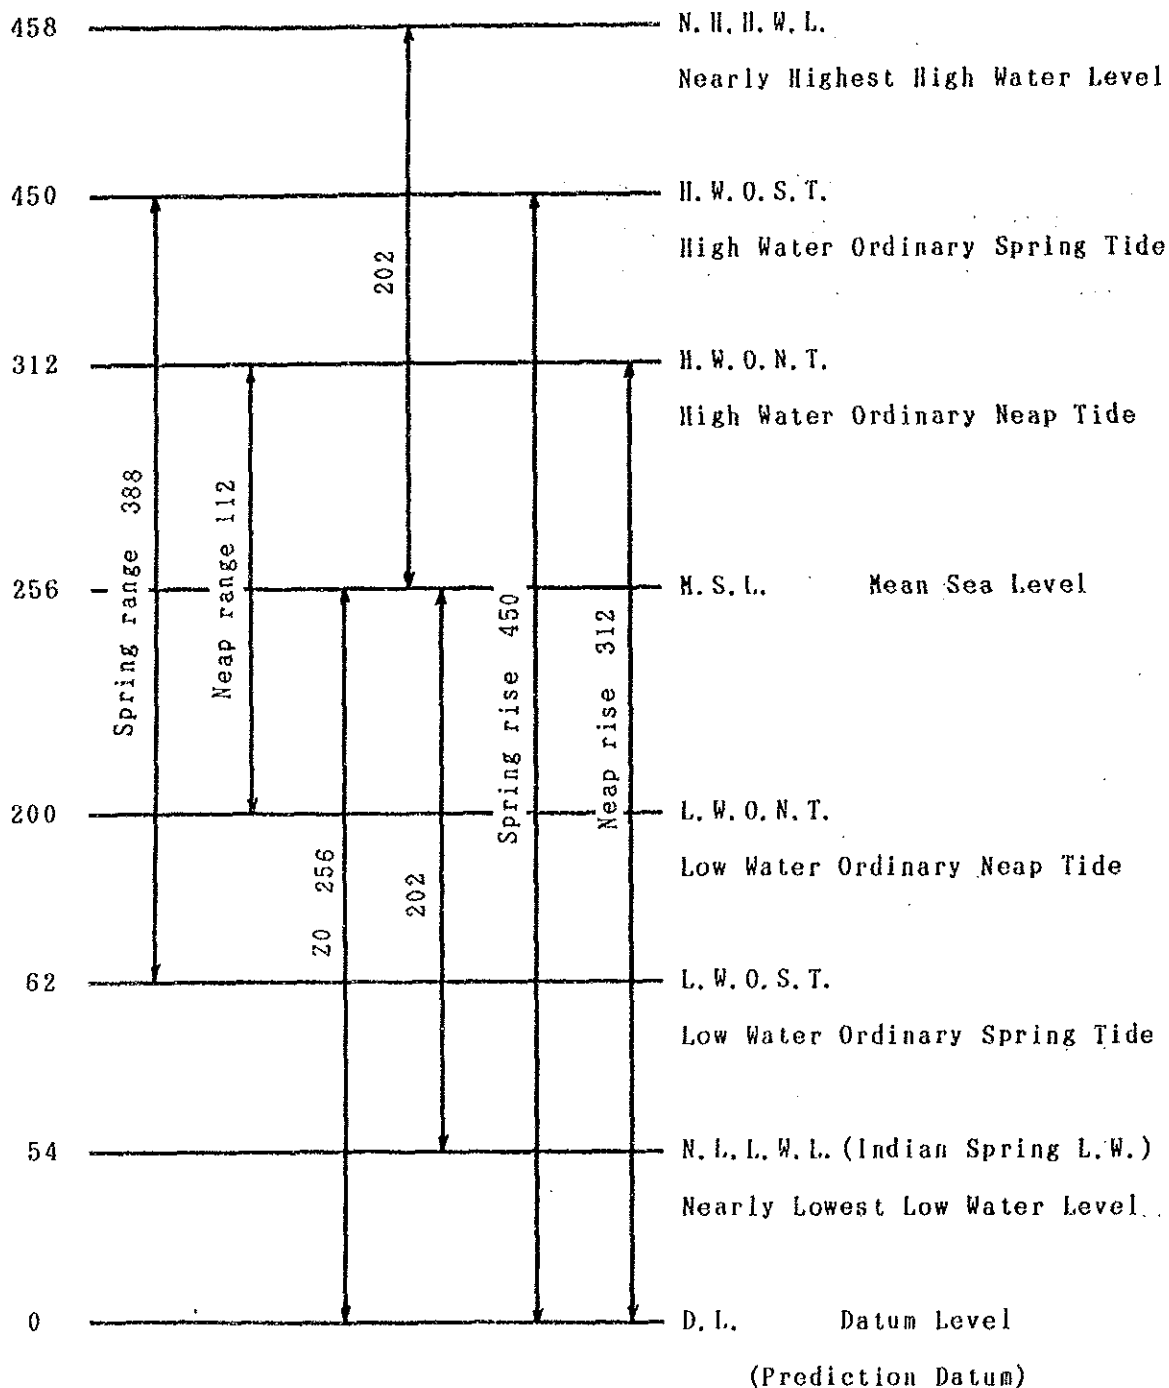 458 N.H.H.W.L.
Nearly Highest High Water Level
450 H.W.O.S.T.
High Water Ordinary Spring Tide
202
312 H.W.O.N.T.
High Water Ordinary Neap Tide
Spring range 388
Neap range 112
256 M.S.L. Mean Sea Level
Spring rise 450
Neap rise 312
200 L.W.O.N.T.
Low Water Ordinary Neap Tide
Z0 256
202
62 L.W.O.S.T.
Low Water Ordinary Spring Tide
54 N.L.L.W.L. (Indian Spring L.W.)
Nearly Lowest Low Water Level
0 D.L. Datum Level
(Prediction Datum)